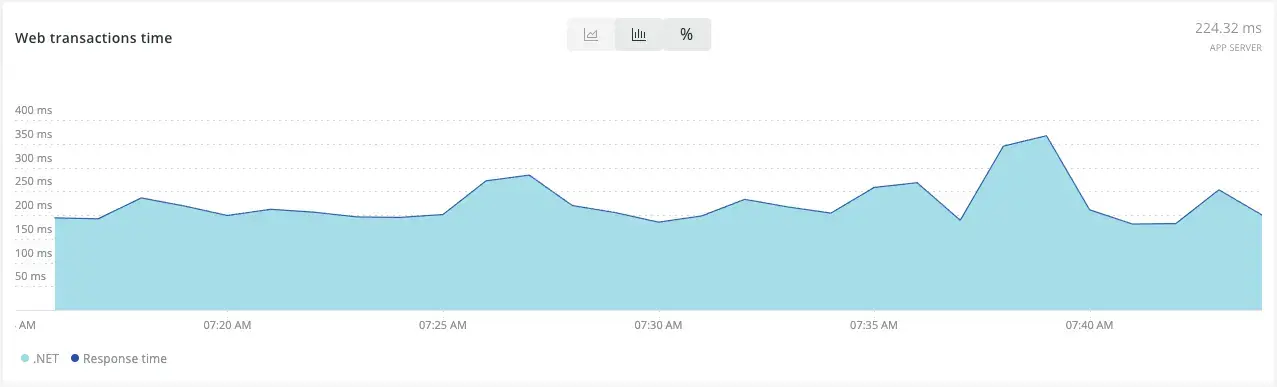 Web transactions time
%
224.32 ms
APP SERVER
400 ms
350 ms
300 ms
250 ms
200 ms
150 ms
100 ms
50 ms
AM 07:20 AM 07:25 AM 07:30 AM 07:35 AM 07:40 AM
.NET Response time